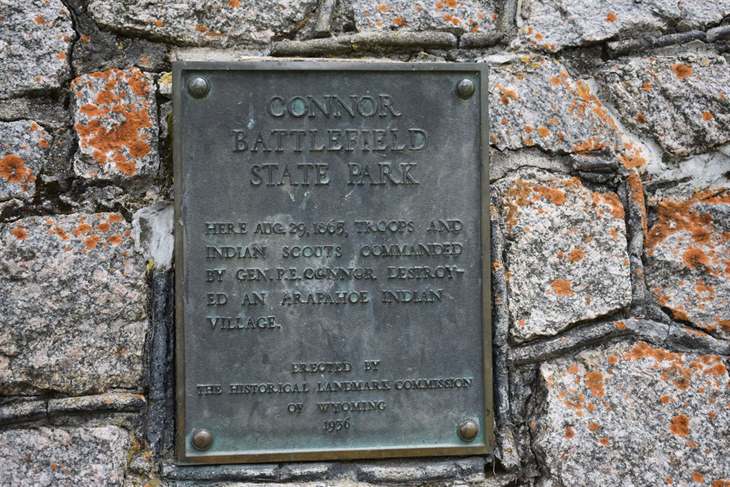 CONNOR
BATTLEFIELD
STATE PARK
HERE AUG. 29, 1865, TROOPS AND
INDIAN SCOUTS COMMANDED
BY GEN. P. E. CONNOR DESTROY-
ED AN ARAPAHOE INDIAN
VILLAGE.
ERECTED BY
THE HISTORICAL LANDMARK COMMISSION
OF WYOMING
1936